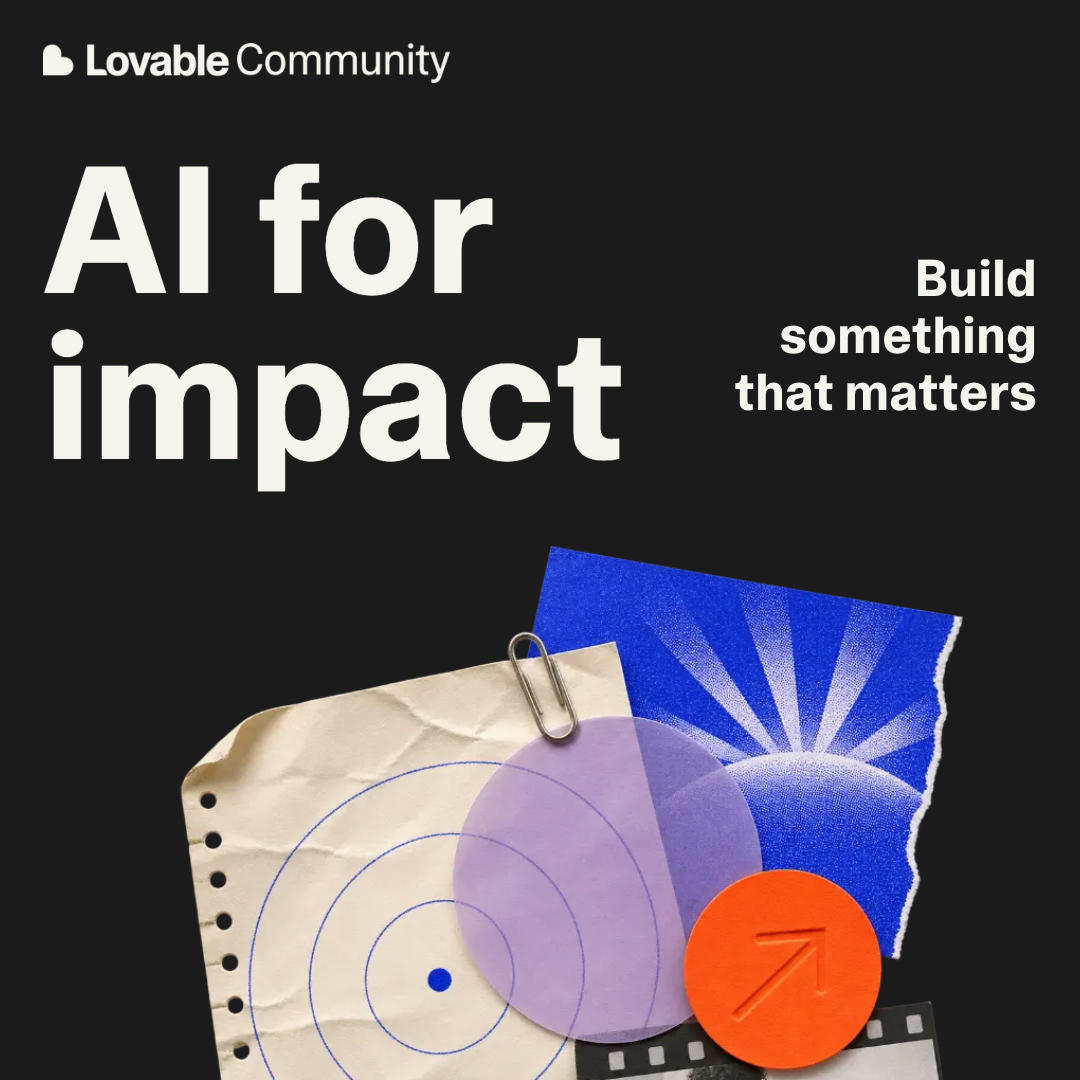 Lovable Community
AI for
impact
Build
something
that matters